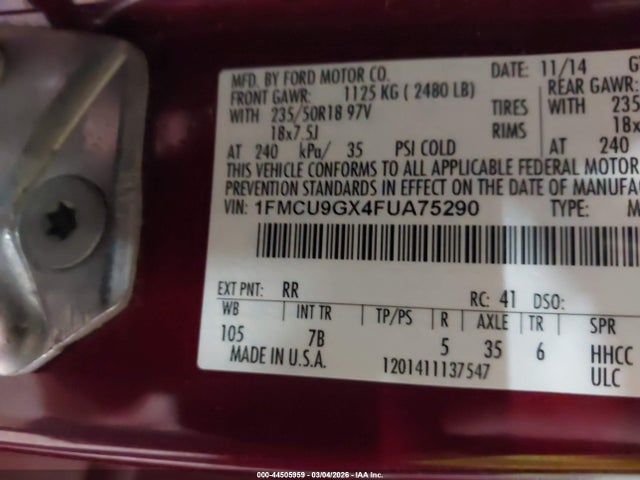 MFD. BY FORD MOTOR CO. DATE: 11/14
FRONT GAWR: 1125 KG ( 2480 LB) REAR GAWR:
WITH 235/50R18 97V TIRES WITH 235
18x7.5J RIMS 18x
AT 240 kPa/ 35 PSI COLD AT 240
THIS VEHICLE CONFORMS TO ALL APPLICABLE FEDERAL MOTOR
PREVENTION STANDARDS IN EFFECT ON THE DATE OF MANUFA
VIN: 1FMCU9GX4FUA75290 TYPE: M
EXT PNT: RR RC: 41 DSO:
WB INT TR TP/PS R AXLE TR SPR
105 7B 5 35 6 HHCC
MADE IN U.S.A. 1201411137547 ULC
000-44505959 - 03/04/2026 - IAA Inc.